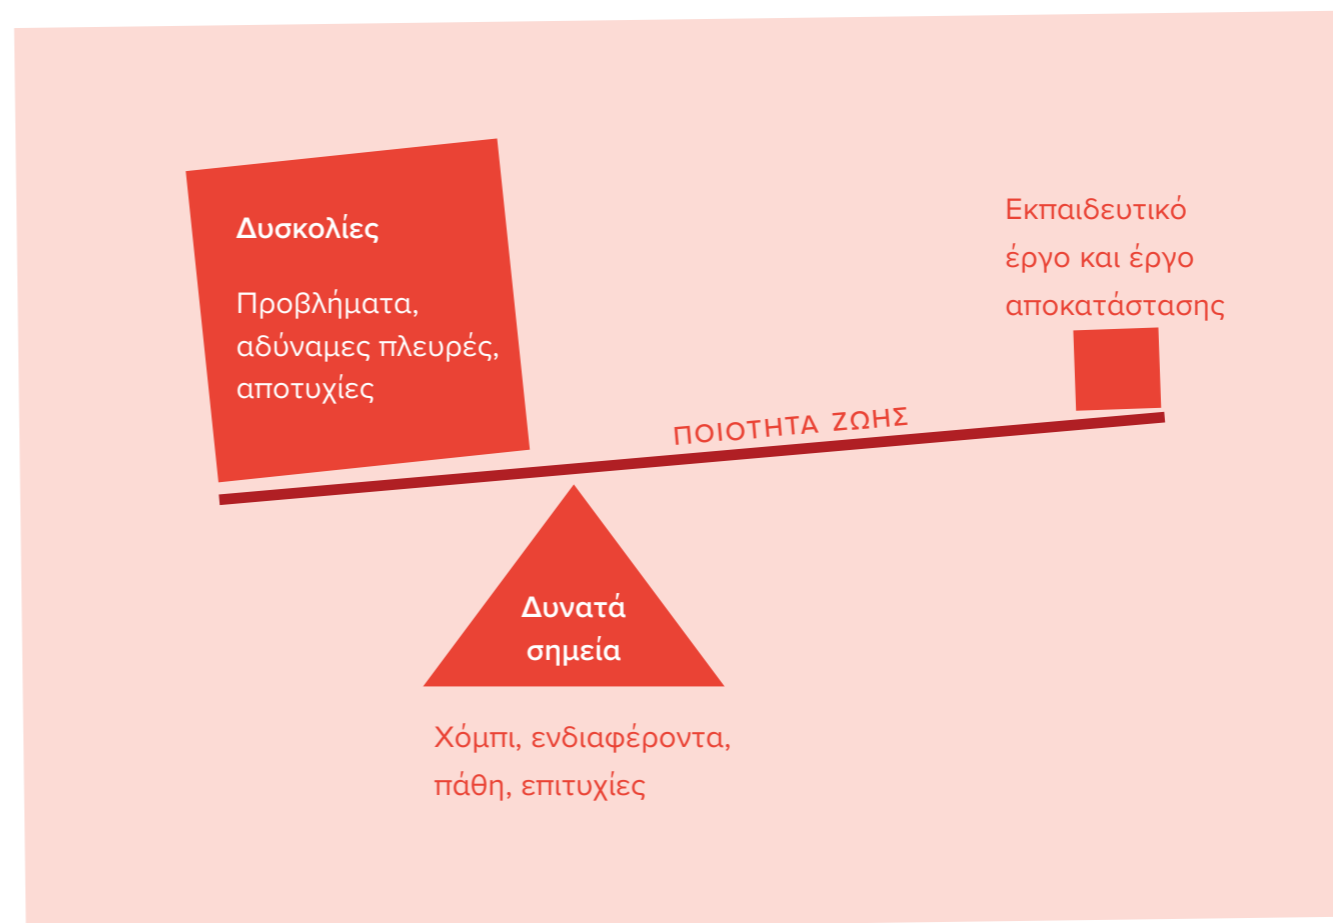 Δυσκολίες
Προβλήματα,
αδύναμες πλευρές,
αποτυχίες
Εκπαιδευτικό
έργο και έργο
αποκατάστασης
ΠΟΙΟΤΗΤΑ ΖΩΗΣ
Δυνατά
σημεία
Χόμπι, ενδιαφέροντα,
πάθη, επιτυχίες